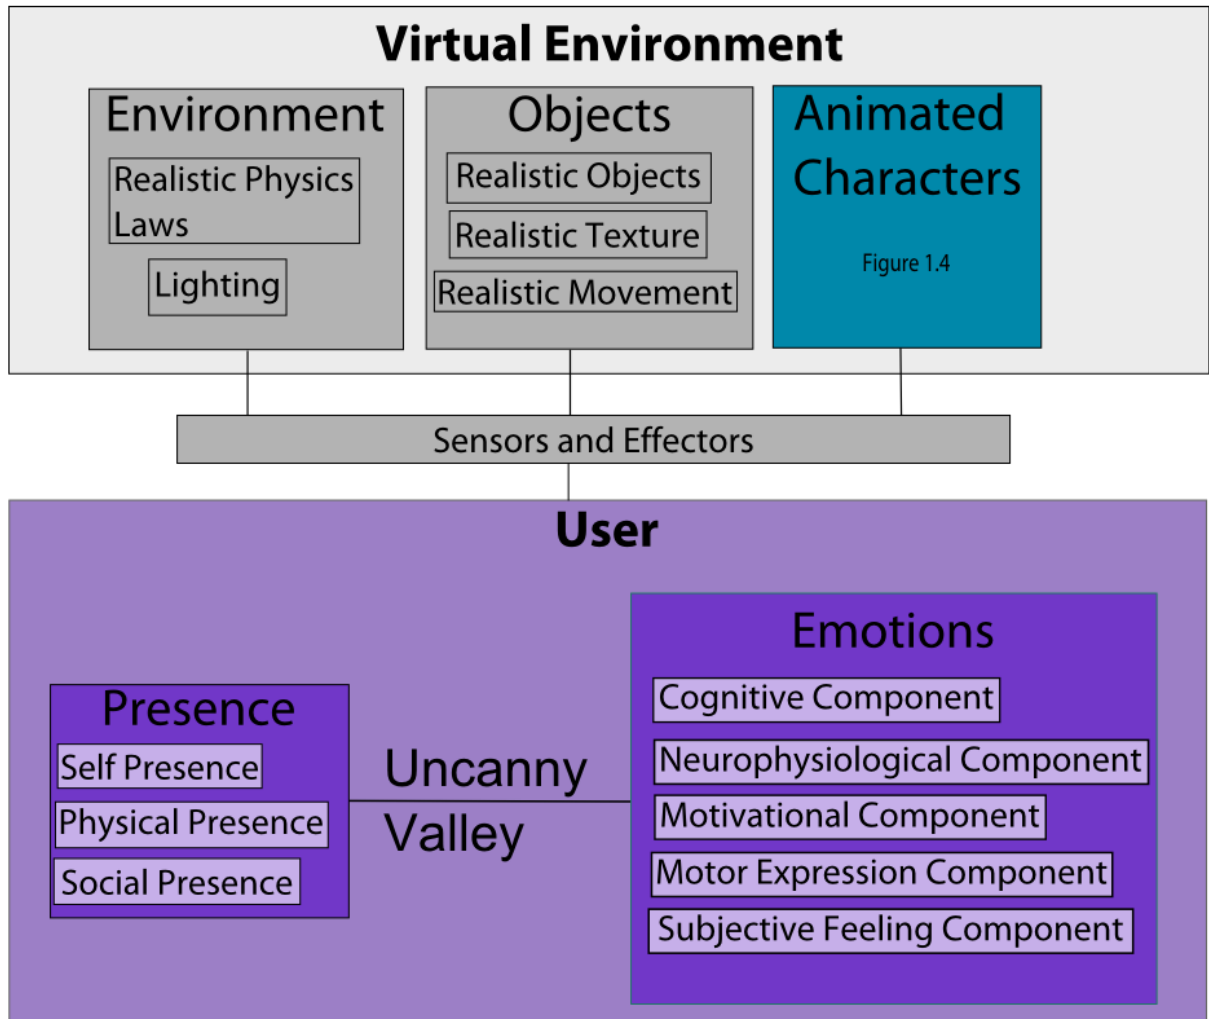 Virtual Environment
Environment
Realistic Physics
Laws
Lighting
Objects
Realistic Objects
Realistic Texture
Realistic Movement
Animated
Characters
Figure 1.4
Sensors and Effectors
User
Presence
Self Presence
Physical Presence
Social Presence
Uncanny
Valley
Emotions
Cognitive Component
Neurophysiological Component
Motivational Component
Motor Expression Component
Subjective Feeling Component